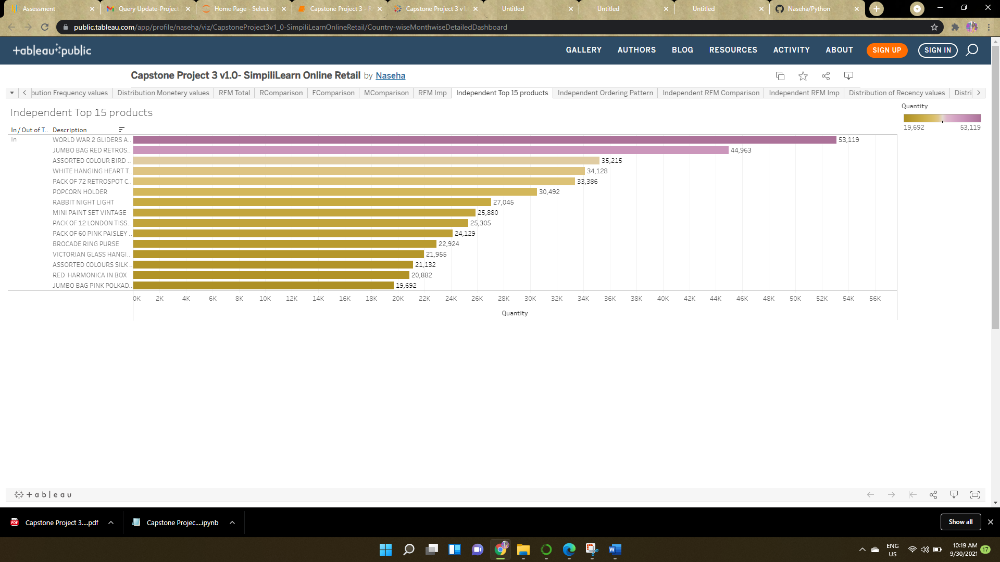 Assessment
Query Update-Project
Home Page - Select or
Capstone Project 3 - R
Capstone Project 3 v1.
Untitled
Untitled
Untitled
Naseha/Python
public.tableau.com/app/profile/naseha/viz/CapstoneProject3v1_0-SimpiliLearnOnlineRetail/Country-wiseMonthwiseDetailedDashboard
+ableau public
GALLERY AUTHORS BLOG RESOURCES ACTIVITY ABOUT SIGN UP SIGN IN
Capstone Project 3 v1.0- SimpiliLearn Online Retail by Naseha
bution Frequency values Distribution Monetery values RFM Total RComparison FComparison MComparison RFM Imp Independent Top 15 products Independent Ordering Pattern Independent RFM Comparison Independent RFM Imp Distribution of Recency values Distri
Independent Top 15 products
Quantity
19,692 53,119
In / Out of T.. Description
In WORLD WAR 2 GLIDERS A.. 53,119
JUMBO BAG RED RETROS.. 44,963
ASSORTED COLOUR BIRD .. 35,215
WHITE HANGING HEART T.. 34,128
PACK OF 72 RETROSPOT C.. 33,386
POPCORN HOLDER 30,492
RABBIT NIGHT LIGHT 27,045
MINI PAINT SET VINTAGE 25,880
PACK OF 12 LONDON TISS.. 25,305
PACK OF 60 PINK PAISLEY .. 24,129
BROCADE RING PURSE 22,924
VICTORIAN GLASS HANGI.. 21,955
ASSORTED COLOURS SILK .. 21,132
RED  HARMONICA IN BOX 20,882
JUMBO BAG PINK POLKAD.. 19,692
0K 2K 4K 6K 8K 10K 12K 14K 16K 18K 20K 22K 24K 26K 28K 30K 32K 34K 36K 38K 40K 42K 44K 46K 48K 50K 52K 54K 56K
Quantity
+ableau
Capstone Project 3....pdf
Capstone Projec....ipynb
Show all
ENG
US
10:19 AM
9/30/2021
17